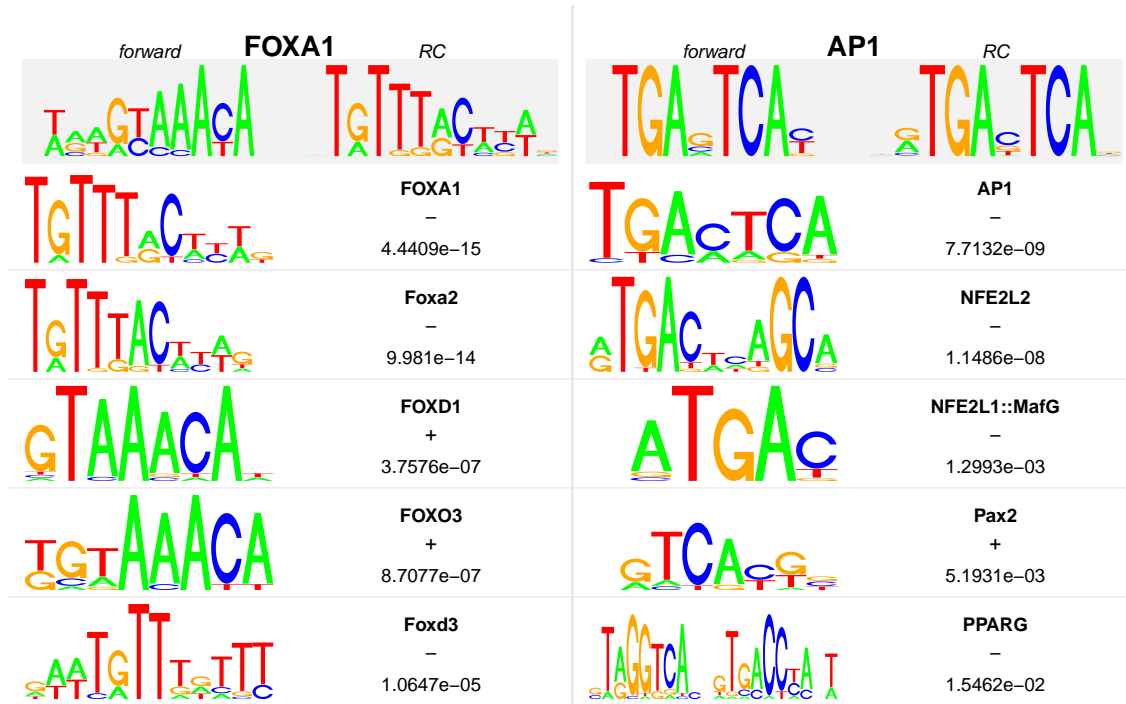 forward FOXA1 RC
FOXA1
–
4.4409e−15
Foxa2
–
9.981e−14
FOXD1
+
3.7576e−07
FOXO3
+
8.7077e−07
Foxd3
–
1.0647e−05
forward AP1 RC
AP1
–
7.7132e−09
NFE2L2
–
1.1486e−08
NFE2L1::MafG
–
1.2993e−03
Pax2
+
5.1931e−03
PPARG
–
1.5462e−02